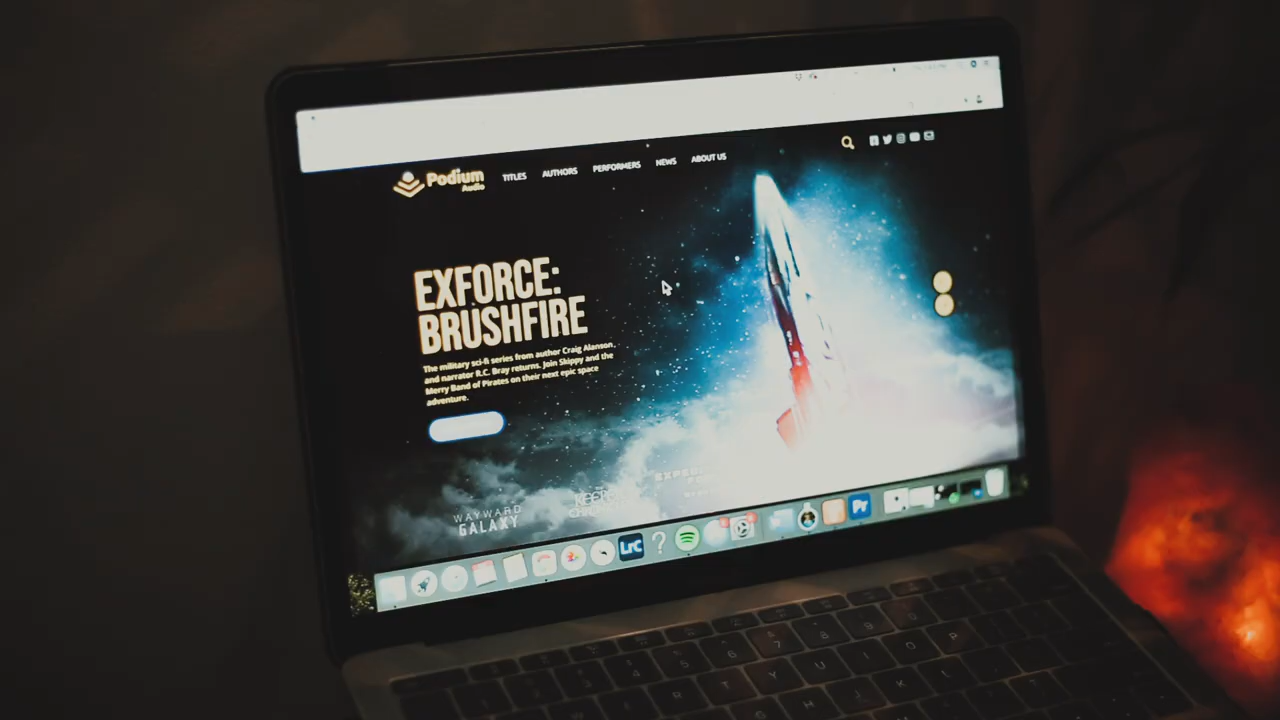 Podium
Audio
TITLES
AUTHORS
PERFORMERS
NEWS
ABOUT US
EXFORCE:
BRUSHFIRE
The military sci-fi series from author Craig Alanson,
and narrator R.C. Bray returns. Join Skippy and the
Merry Band of Pirates on their next epic space
adventure.
WAYWARD
GALAXY
LrC
?
Pr
P
Y
U
I
O
R
T